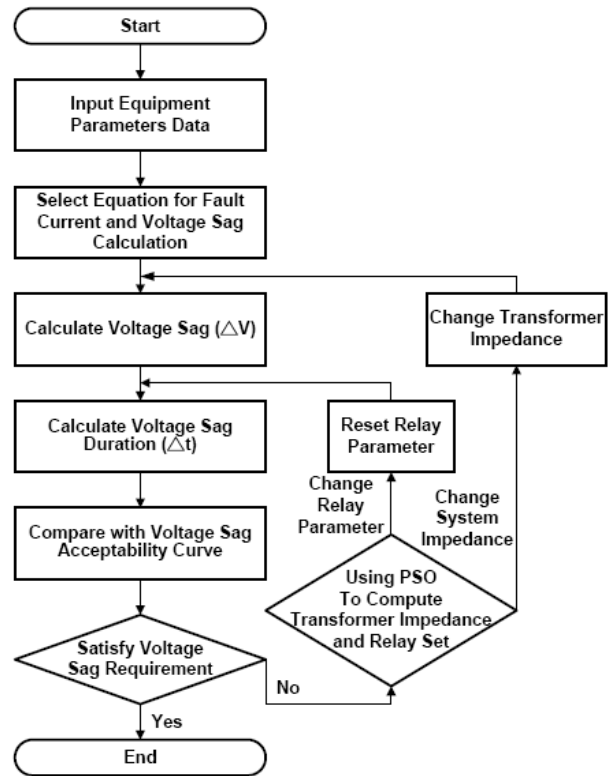 Start
Input Equipment
Parameters Data
Select Equation for Fault
Current and Voltage Sag
Calculation
Calculate Voltage Sag (△V)
Change Transformer
Impedance
Calculate Voltage Sag
Duration (△t)
Reset Relay
Parameter
Change
Relay
Parameter
Change
System
Impedance
Compare with Voltage Sag
Acceptability Curve
Using PSO
To Compute
Transformer Impedance
and Relay Set
Satisfy Voltage
Sag Requirement
No
Yes
End